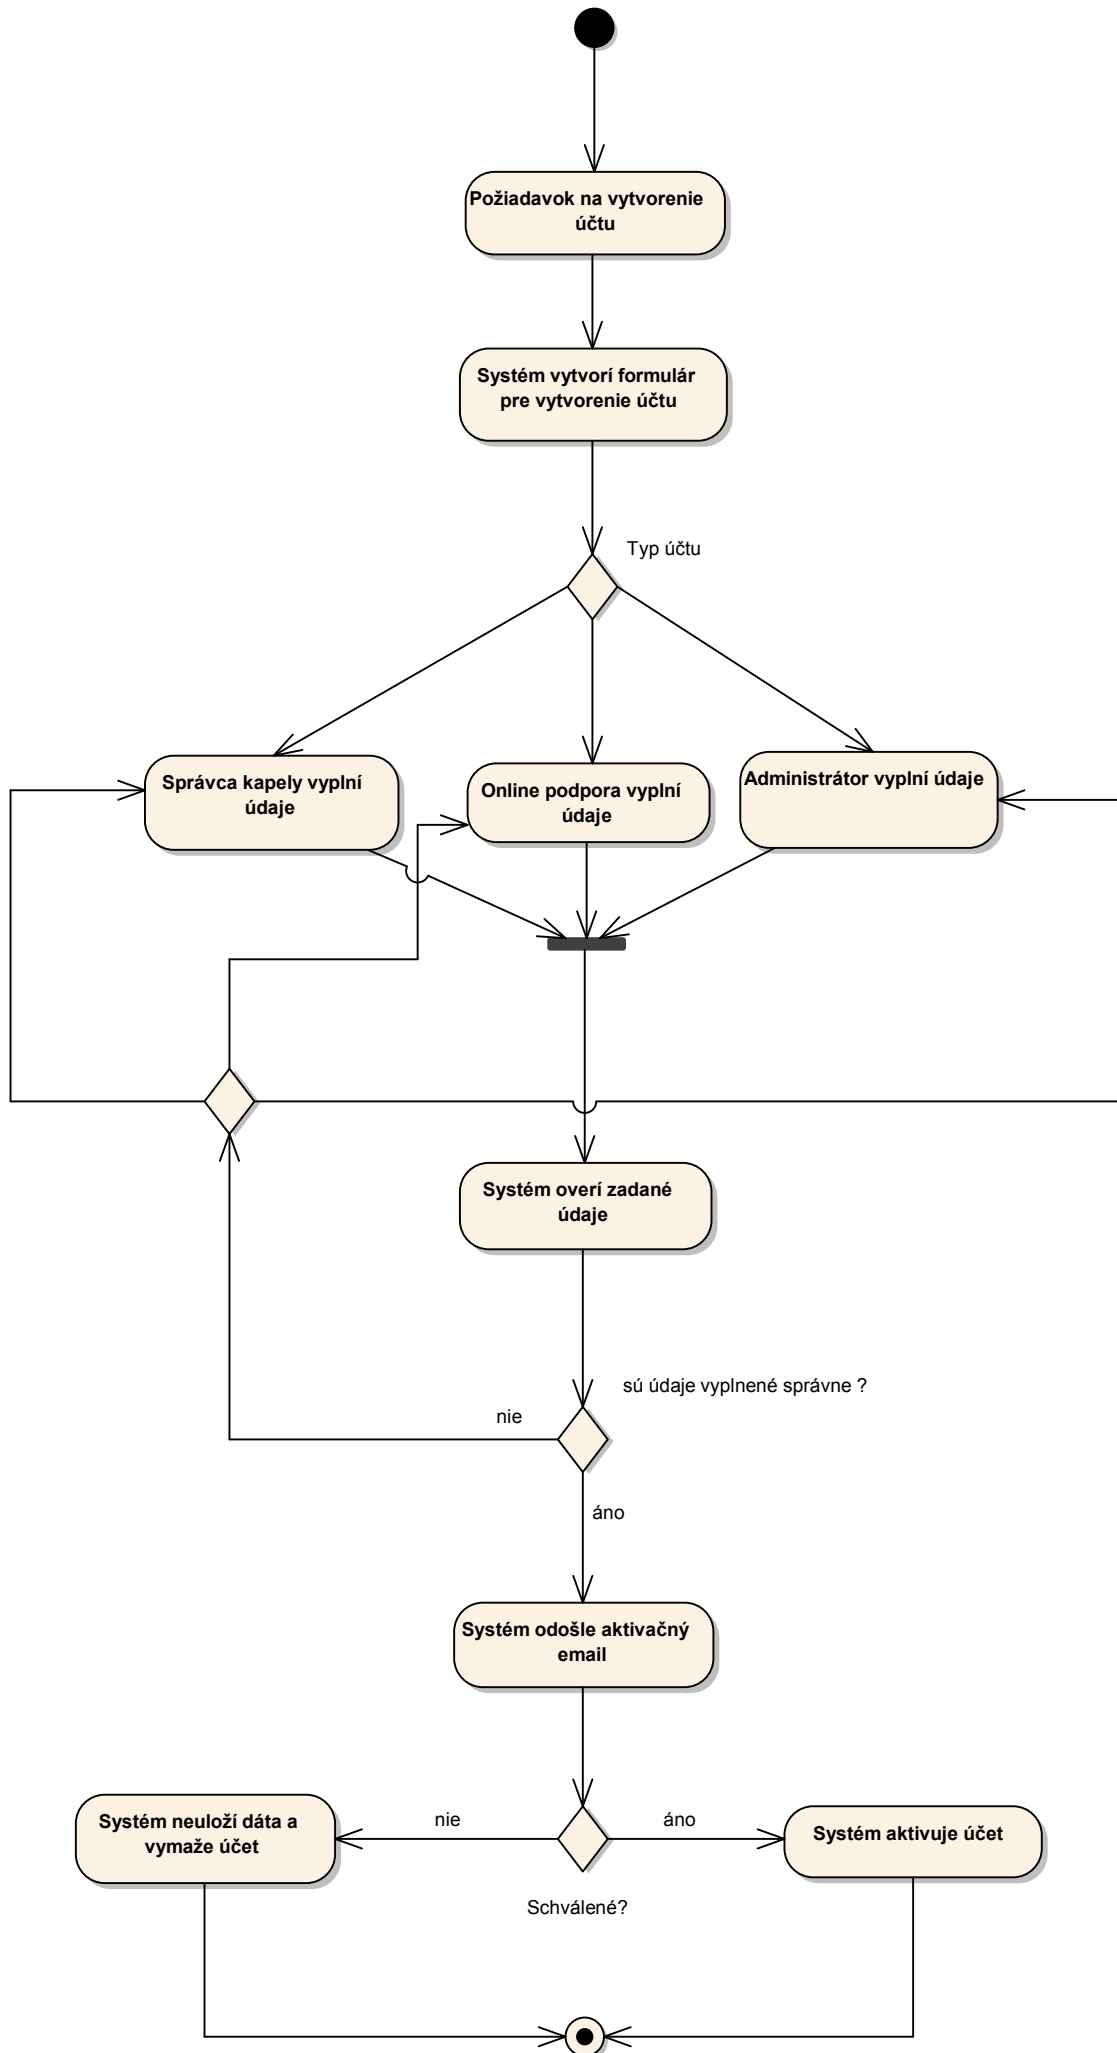 Požiadavok na vytvorenie
účtu
Systém vytvorí formulár
pre vytvorenie účtu
Typ účtu
Správca kapely vyplní
údaje
Online podpora vyplní
údaje
Administrátor vyplní údaje
Systém overí zadané
údaje
sú údaje vyplnené správne ?
nie
áno
Systém odošle aktivačný
email
Systém neuloží dáta a
vymaže účet
nie
áno
Systém aktivuje účet
Schválené?